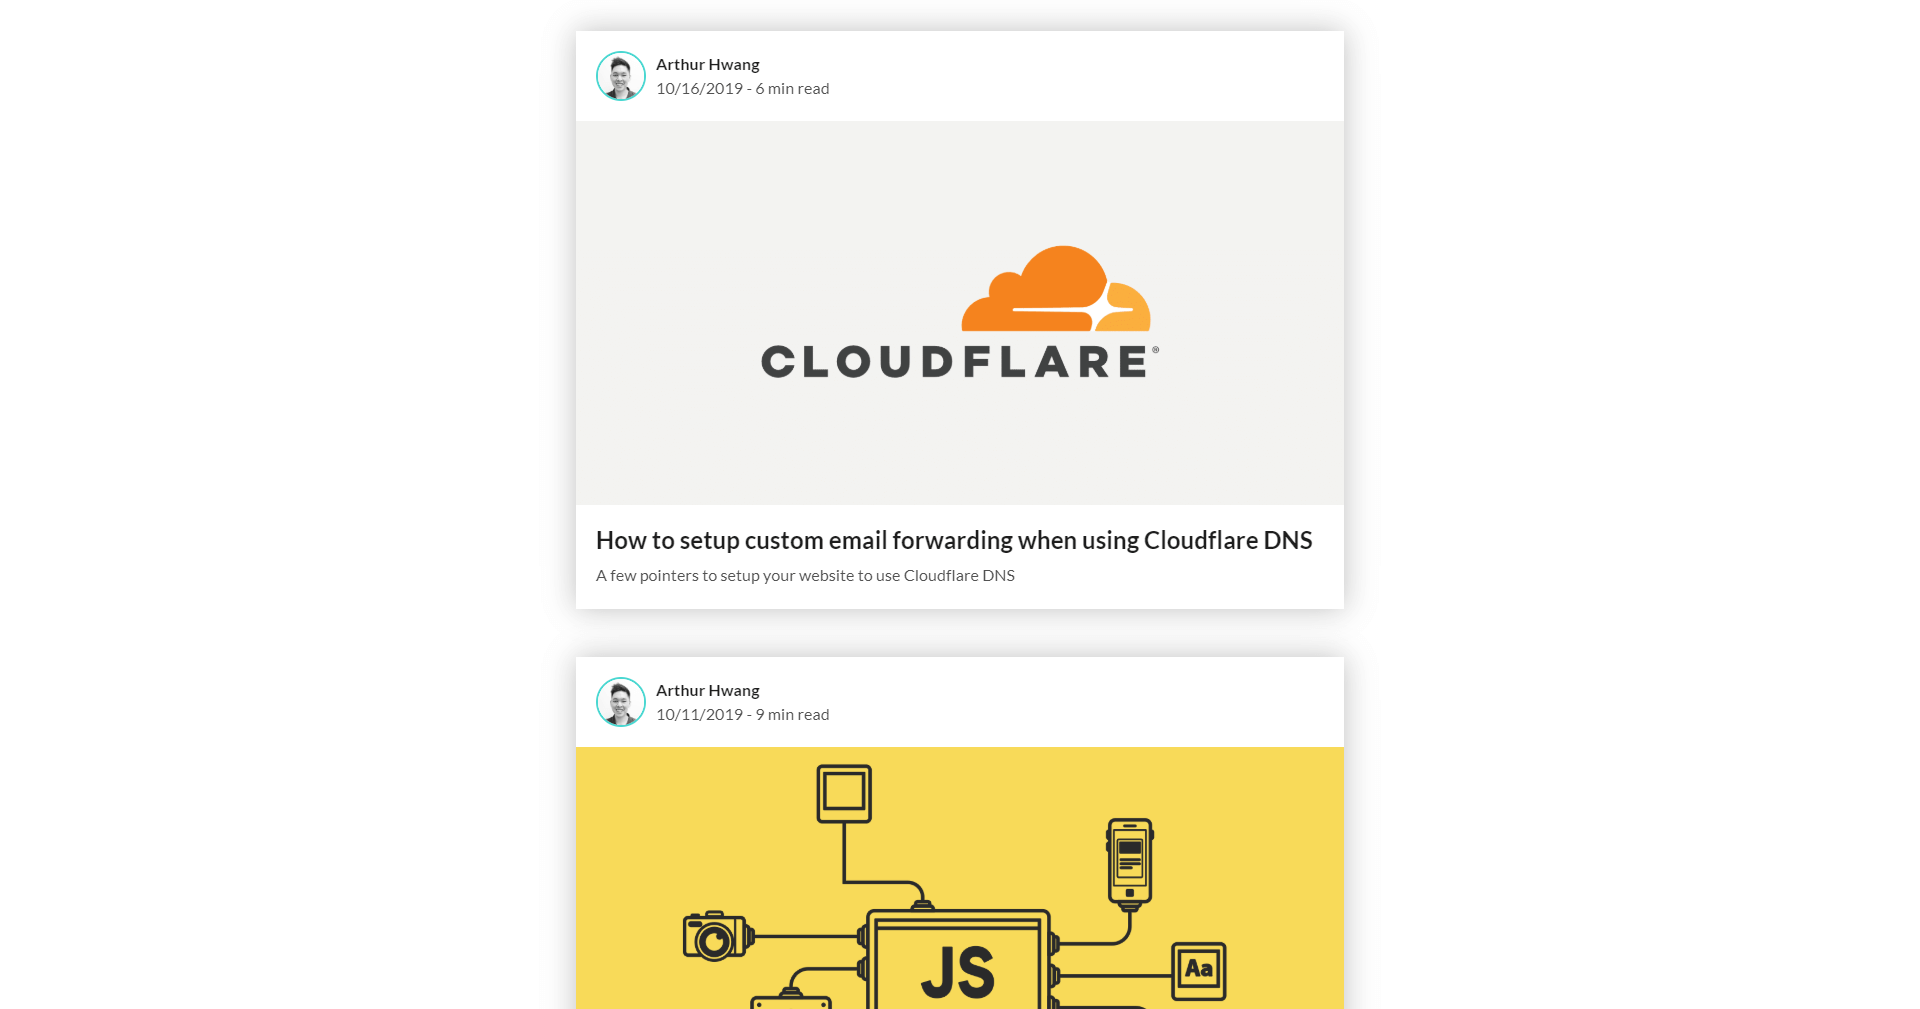 Arthur Hwang
10/16/2019 - 6 min read
CLOUDFLARE®
How to setup custom email forwarding when using Cloudflare DNS
A few pointers to setup your website to use Cloudflare DNS
Arthur Hwang
10/11/2019 - 9 min read
JS
Aa